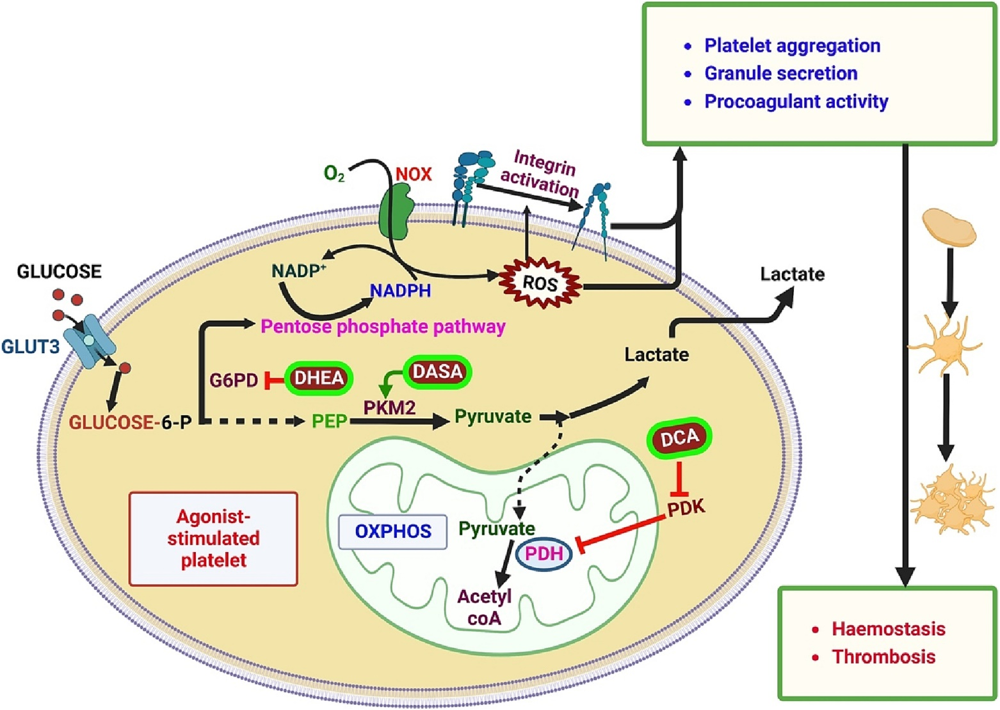 • Platelet aggregation
• Granule secretion
• Procoagulant activity
Integrin
activation
O₂
NOX
NADP⁺
NADPH
ROS
GLUCOSE
GLUT3
Lactate
Pentose phosphate pathway
Lactate
G6PD
DHEA
DASA
PKM2
GLUCOSE-6-P
PEP
Pyruvate
DCA
PDK
Agonist-
stimulated
platelet
OXPHOS
Pyruvate
PDH
Acetyl
coA
• Haemostasis
• Thrombosis